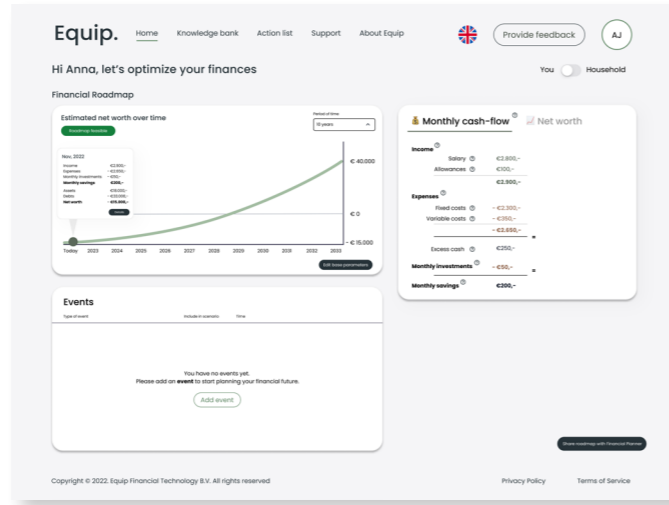 Equip.
Home
Knowledge bank
Action list
Support
About Equip
Provide feedback
AJ
Hi Anna, let's optimize your finances
You
Household
Financial Roadmap
Estimated net worth over time
Roadmap feasible
Period of time
10 years
Nov, 2022
Income €2,900,-
Expenses -€2,650,-
Monthly investments -€50,-
Monthly savings €200,-
Assets
Debts
Net worth
€ 40.000
€ 0
- € 15.000
Today 2023 2024 2025 2026 2027 2028 2029 2030 2031 2032 2033
Edit base parameters
Monthly cash-flow
Net worth
Income
Salary €2,800,-
Allowances €100,-
€2.900,-
Expenses
Fixed costs - €2,300,-
Variable costs - €350,-
- €2.650,-
=
Excess cash €250,-
Monthly investments - €50,-
=
Monthly savings €200,-
Events
Type of event
Include in scenario
Time
You have no events yet.
Please add an event to start planning your financial future.
Add event
Share roadmap with Financial Planner
Copyright © 2022. Equip Financial Technology B.V. All rights reserved
Privacy Policy
Terms of Service